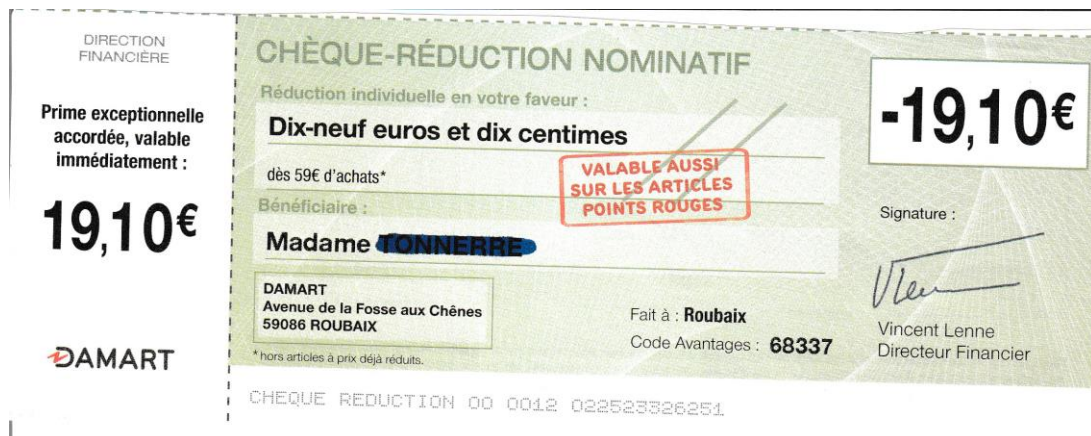 DIRECTION
FINANCIÈRE
Prime exceptionnelle
accordée, valable
immédiatement :
19,10€
DAMART
CHÈQUE-RÉDUCTION NOMINATIF
Réduction individuelle en votre faveur :
Dix-neuf euros et dix centimes
dès 59€ d'achats*
VALABLE AUSSI
SUR LES ARTICLES
POINTS ROUGES
Bénéficiaire :
Madame
DAMART
Avenue de la Fosse aux Chênes
59086 ROUBAIX
* hors articles à prix déjà réduits.
Fait à : Roubaix
Code Avantages : 68337
-19,10€
Signature :
Vincent Lenne
Directeur Financier
CHEQUE REDUCTION 00 0012 022523326251